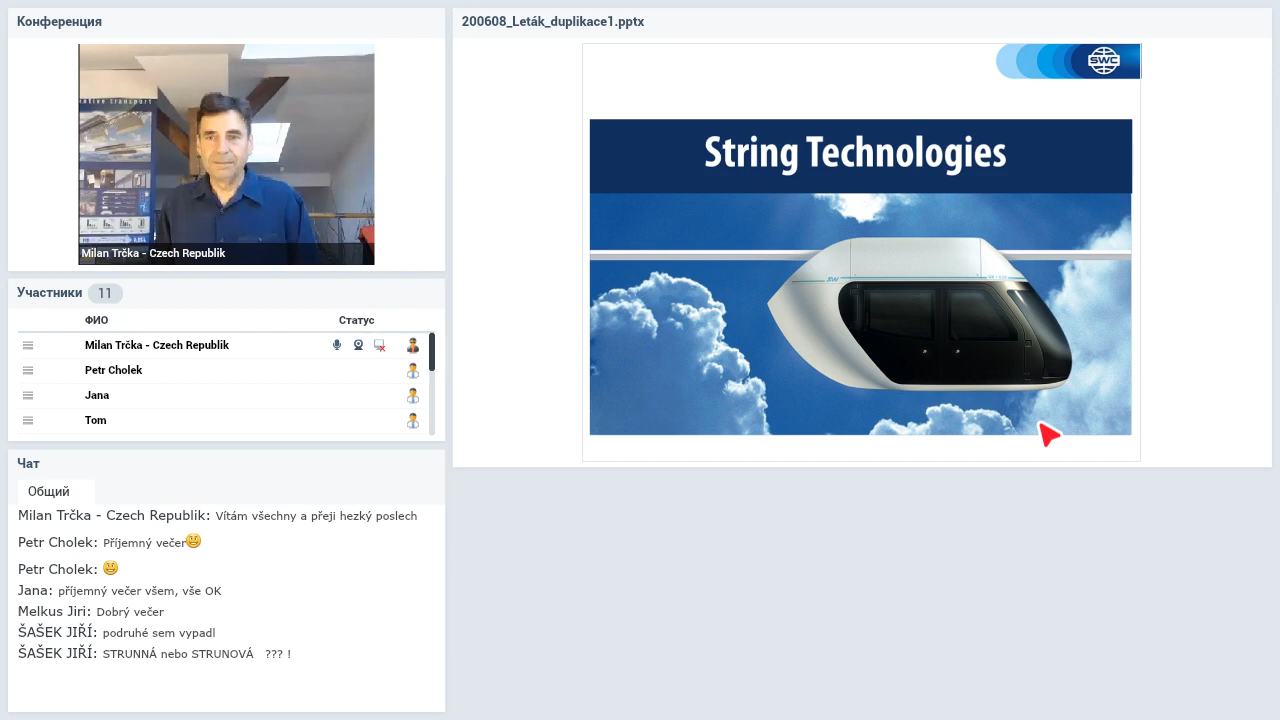 Конференция
ative transport
Milan Trčka - Czech Republik
Участники 11
ФИО Статус
Milan Trčka - Czech Republik
Petr Cholek
Jana
Tom
Чат
Общий
Milan Trčka - Czech Republik: Vítám všechny a přeji hezký poslech
Petr Cholek: Příjemný večer
Petr Cholek:
Jana: příjemný večer všem, vše OK
Melkus Jiri: Dobrý večer
ŠAŠEK JIŘÍ: podruhé sem vypadl
ŠAŠEK JIŘÍ: STRUNNÁ nebo STRUNOVÁ ??? !
200608_Leták_duplikace1.pptx
SWC
String Technologies